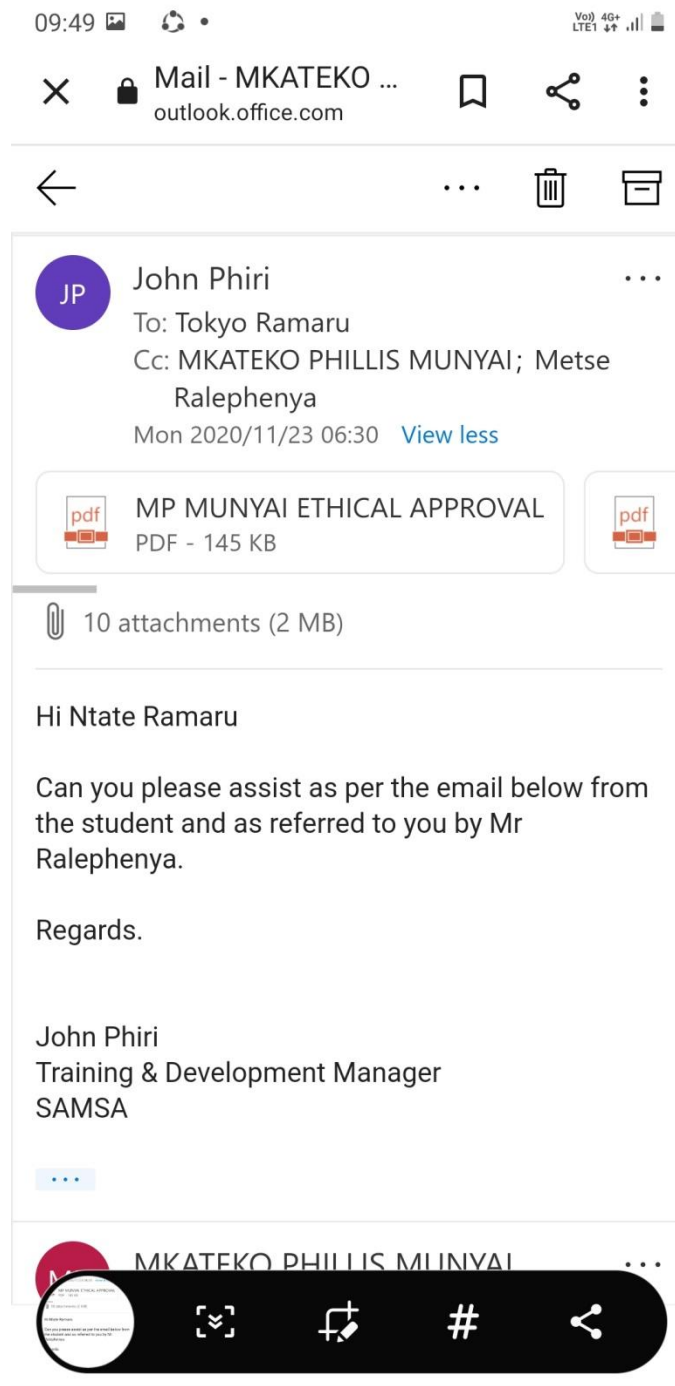 09:49
Vo)) 4G+
LTE1
Mail - MKATEKO ...
outlook.office.com
JP
John Phiri
To: Tokyo Ramaru
Cc: MKATEKO PHILLIS MUNYAI; Metse
Ralephenya
Mon 2020/11/23 06:30 View less
pdf
MP MUNYAI ETHICAL APPROVAL
PDF - 145 KB
pdf
10 attachments (2 MB)
Hi Ntate Ramaru
Can you please assist as per the email below from
the student and as referred to you by Mr
Ralephenya.
Regards.
John Phiri
Training & Development Manager
SAMSA
MKATEKO PHILLIS MUNYAI
#